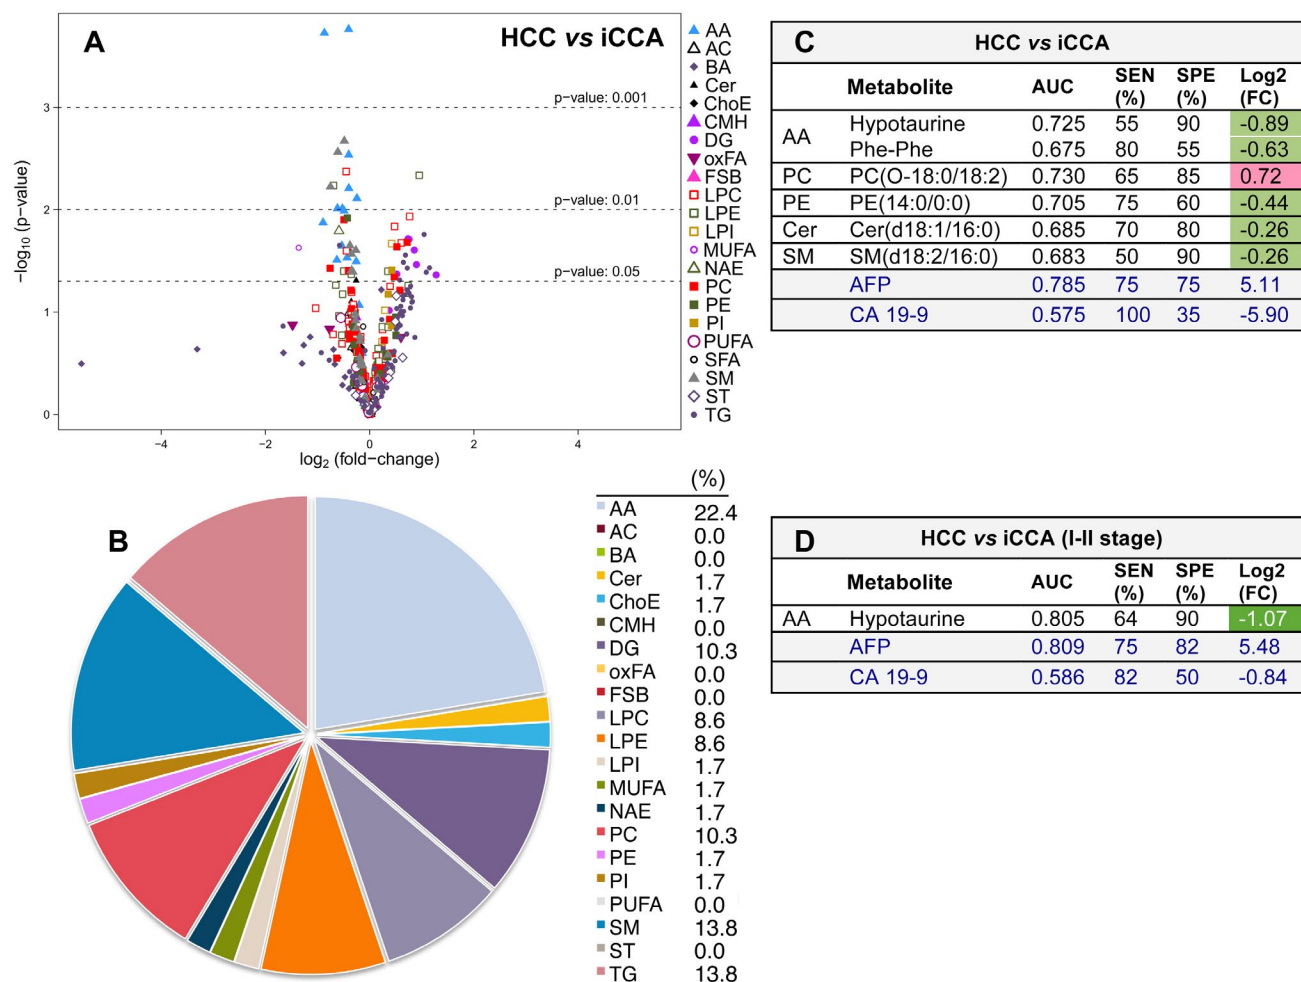 A
HCC vs iCCA
p−value: 0.001
p−value: 0.01
p−value: 0.05
3
2
1
0
−4
−2
0
2
4
−log10 (p−value)
log2 (fold−change)
AA
AC
BA
Cer
ChoE
CMH
DG
oxFA
FSB
LPC
LPE
LPI
MUFA
NAE
PC
PE
PI
PUFA
SFA
SM
ST
TG
C
HCC vs iCCA
Metabolite AUC SEN (%) SPE (%) Log2 (FC)
AA Hypotaurine 0.725 55 90 -0.89
Phe-Phe 0.675 80 55 -0.63
PC PC(O-18:0/18:2) 0.730 65 85 0.72
PE PE(14:0/0:0) 0.705 75 60 -0.44
Cer Cer(d18:1/16:0) 0.685 70 80 -0.26
SM SM(d18:2/16:0) 0.683 50 90 -0.26
AFP 0.785 75 75 5.11
CA 19-9 0.575 100 35 -5.90
B
(%)
AA 22.4
AC 0.0
BA 0.0
Cer 1.7
ChoE 1.7
CMH 0.0
DG 10.3
oxFA 0.0
FSB 0.0
LPC 8.6
LPE 8.6
LPI 1.7
MUFA 1.7
NAE 1.7
PC 10.3
PE 1.7
PI 1.7
PUFA 0.0
SM 13.8
ST 0.0
TG 13.8
D
HCC vs iCCA (I-II stage)
Metabolite AUC SEN (%) SPE (%) Log2 (FC)
AA Hypotaurine 0.805 64 90 -1.07
AFP 0.809 75 82 5.48
CA 19-9 0.586 82 50 -0.84